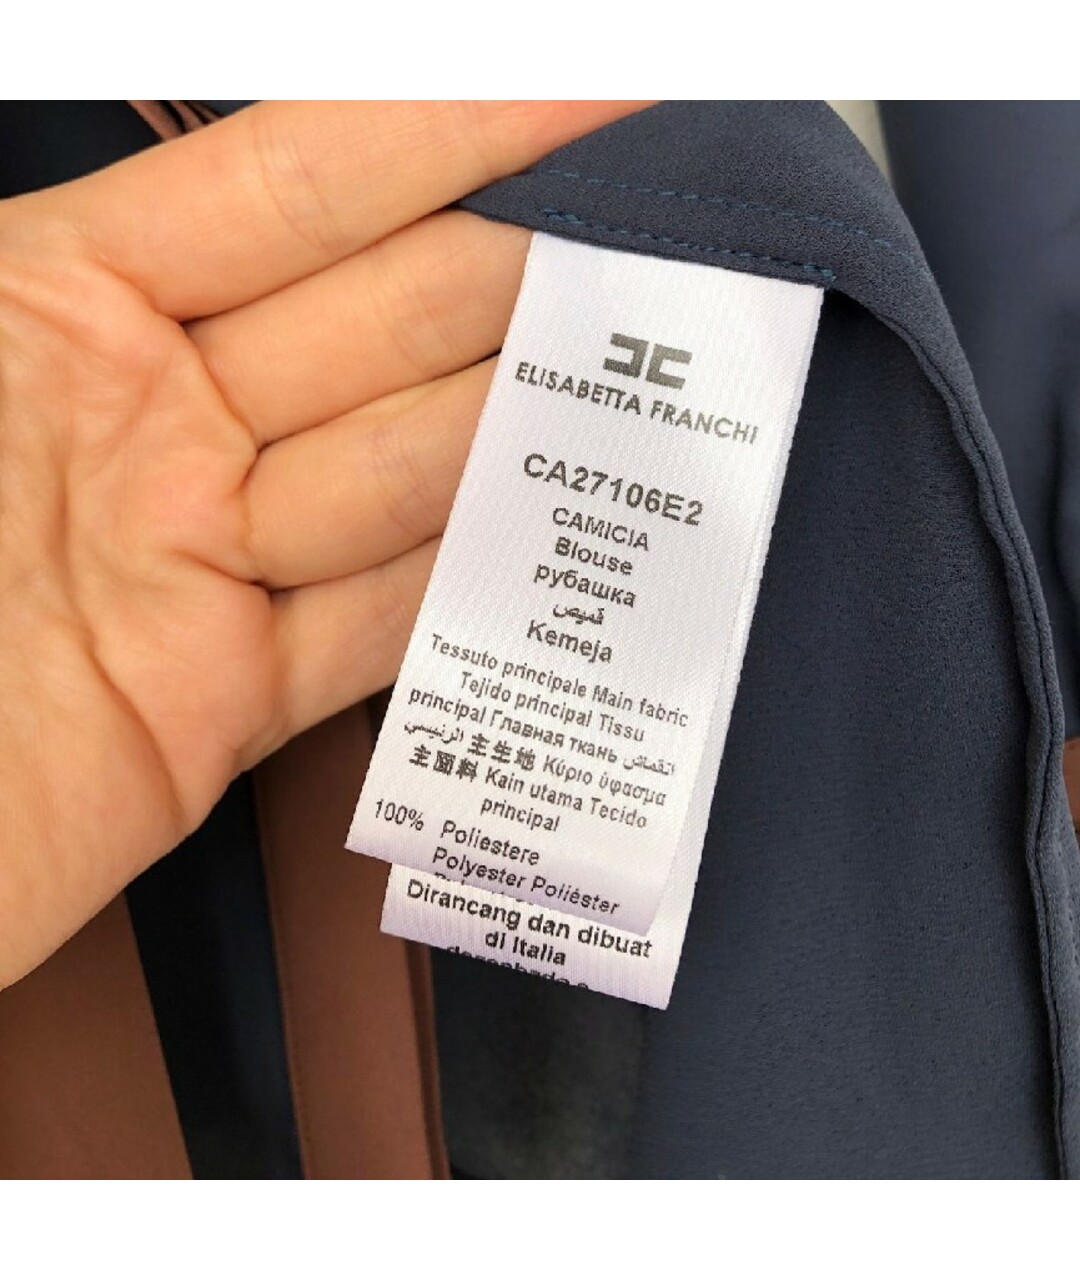 ELISABETTA FRANCHI
CA27106E2
CAMICIA
Blouse
рубашка
قميص
Kemeja
Tessuto principale Main fabric
Tejido principal Tissu
principal Главная ткань القماش
الرئيسي 主生地 Κύριο ύφασμα
主面料 Kain utama Tecido
principal
100% Poliestere
Polyester Poliéster
Dirancang dan dibuat
di Italia